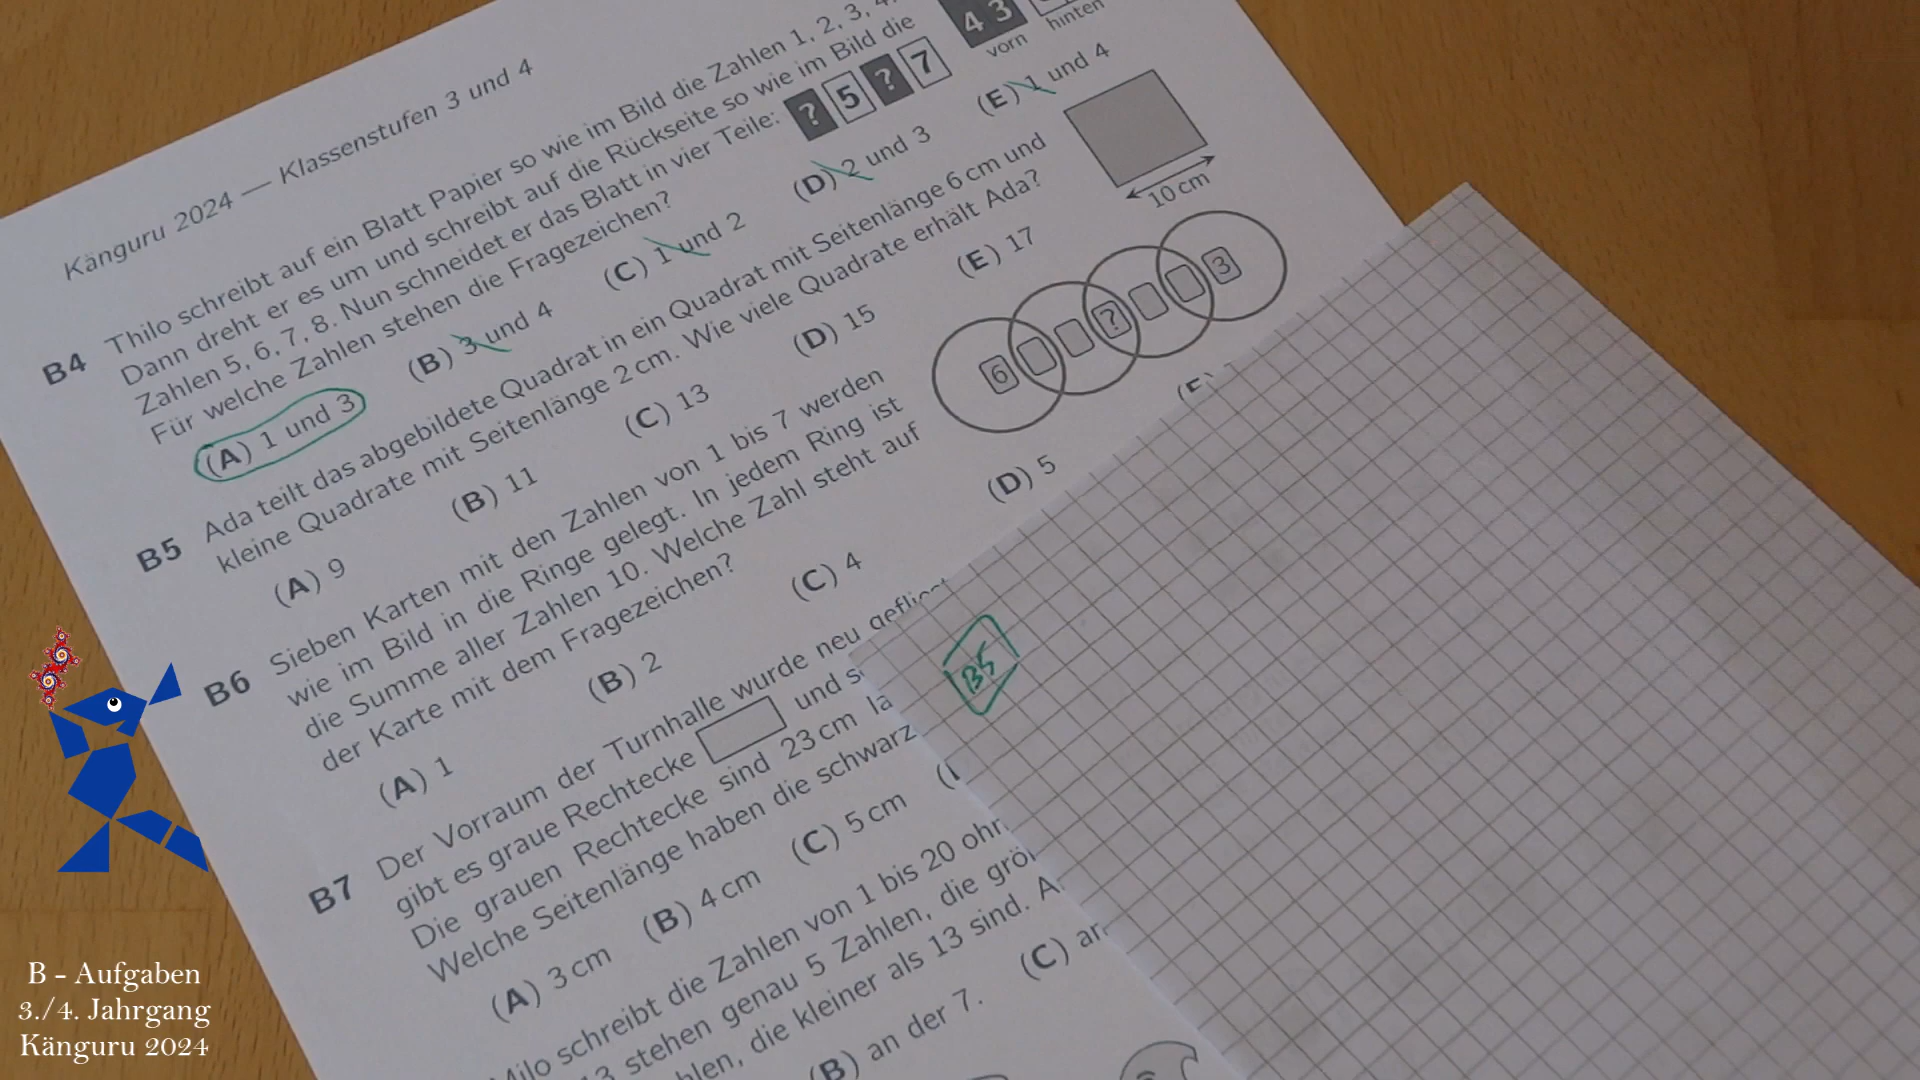 Känguru 2024 — Klassenstufen 3 und 4
B4 Thilo schreibt auf ein Blatt Papier so wie im Bild die Zahlen 1, 2, 3,
Dann dreht er es um und schreibt auf die Rückseite so wie im Bild die
Zahlen 5, 6, 7, 8. Nun schneidet er das Blatt in vier Teile: ? 5 ? 7
Für welche Zahlen stehen die Fragezeichen?
4 3
vorn hinten
(A) 1 und 3 (B) 3 und 4 (C) 1 und 2 (D) 2 und 3 (E) 1 und 4
B5 Ada teilt das abgebildete Quadrat in ein Quadrat mit Seitenlänge 6 cm und
kleine Quadrate mit Seitenlänge 2 cm. Wie viele Quadrate erhält Ada?
10 cm
(A) 9 (B) 11 (C) 13 (D) 15 (E) 17
B6 Sieben Karten mit den Zahlen von 1 bis 7 werden
wie im Bild in die Ringe gelegt. In jedem Ring ist
die Summe aller Zahlen 10. Welche Zahl steht auf
der Karte mit dem Fragezeichen?
6 ? 3
(A) 1 (B) 2 (C) 4 (D) 5 (E)
B7 Der Vorraum der Turnhalle wurde neu
gibt es graue Rechtecke und
Die grauen Rechtecke sind 23 cm
Welche Seitenlänge haben die
(A) 3 cm (B) 4 cm (C) 5 cm
Milo schreibt die Zahlen von 1 bis 20
13 stehen genau 5 Zahlen, die
die kleiner als 13 sind.
(B) an der 7. (C)
B5
B - Aufgaben
3./4. Jahrgang
Känguru 2024